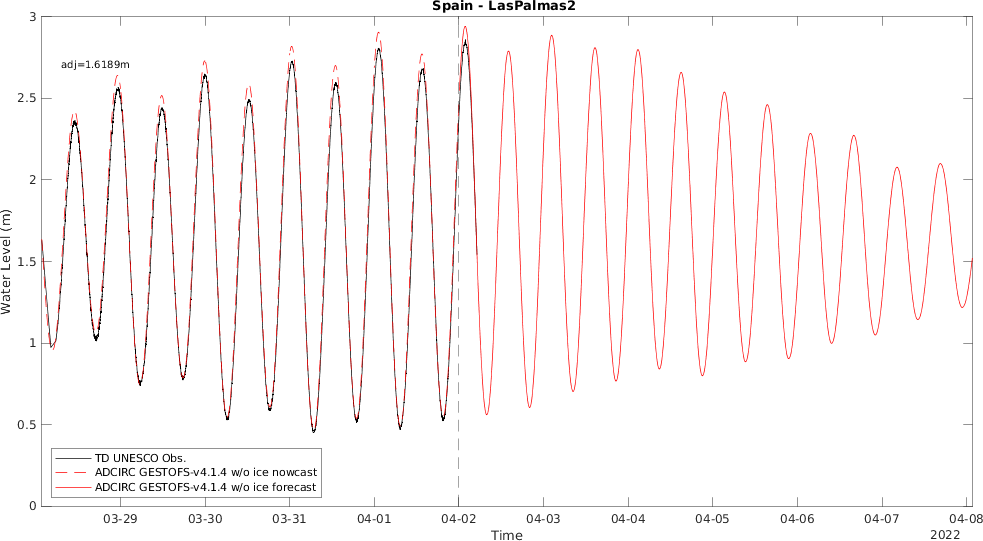 Spain - LasPalmas2
adj=1.6189m
3
2.5
2
1.5
1
0.5
0
Water Level (m)
TD UNESCO Obs.
ADCIRC GESTOFS-v4.1.4 w/o ice nowcast
ADCIRC GESTOFS-v4.1.4 w/o ice forecast
03-29 03-30 03-31 04-01 04-02 04-03 04-04 04-05 04-06 04-07 04-08
Time
2022